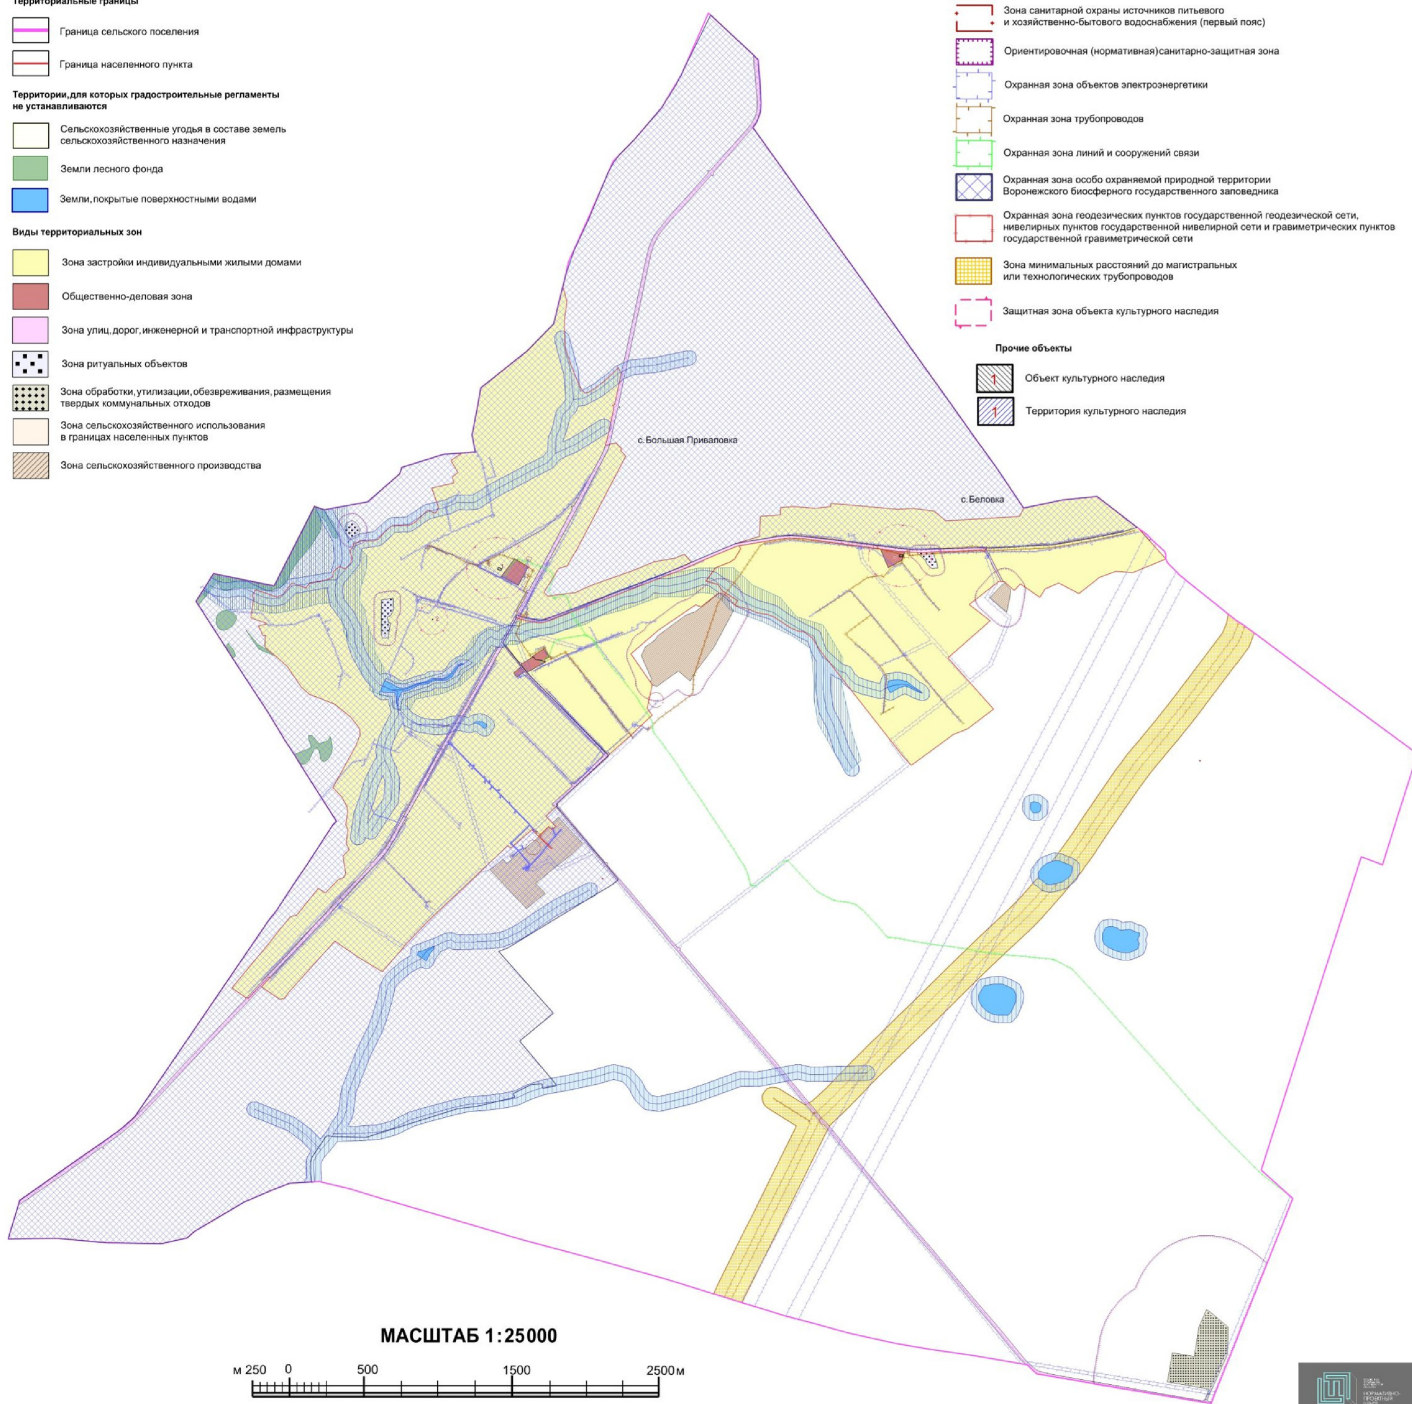 Территориальные границы
Граница сельского поселения
Граница населенного пункта
Территории,для которых градостроительные регламенты
не устанавливаются
Сельскохозяйственные угодья в составе земель
сельскохозяйственного назначения
Земли лесного фонда
Земли,покрытые поверхностными водами
Виды территориальных зон
Зона застройки индивидуальными жилыми домами
Общественно-деловая зона
Зона улиц,дорог,инженерной и транспортной инфраструктуры
Зона ритуальных объектов
Зона обработки,утилизации,обезвреживания,размещения
твердых коммунальных отходов
Зона сельскохозяйственного использования
в границах населенных пунктов
Зона сельскохозяйственного производства
Зона санитарной охраны источников питьевого
и хозяйственно-бытового водоснабжения (первый пояс)
Ориентировочная (нормативная)санитарно-защитная зона
Охранная зона объектов электроэнергетики
Охранная зона трубопроводов
Охранная зона линий и сооружений связи
Охранная зона особо охраняемой природной территории
Воронежского биосферного государственного заповедника
Охранная зона геодезических пунктов государственной геодезической сети,
нивелирных пунктов государственной нивелирной сети и гравиметрических пунктов
государственной гравиметрической сети
Зона минимальных расстояний до магистральных
или технологических трубопроводов
Защитная зона объекта культурного наследия
Прочие объекты
1 Объект культурного наследия
1 Территория культурного наследия
с.Большая Приваловка
с.Беловка
МАСШТАБ 1:25000
м 250 0 500 1500 2500м
НОРМАТИВНО-
ПРОЕКТНЫЙ